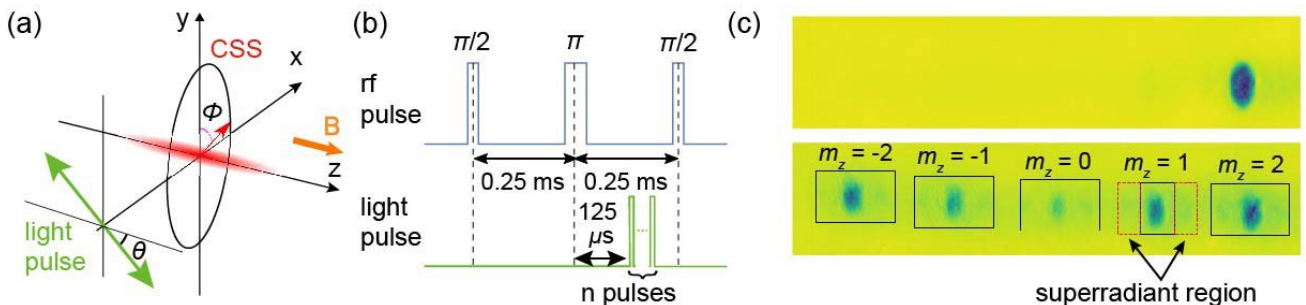 (a)
y
CSS
x
Φ
B
z
light
pulse
θ
(b)
π/2
π
π/2
rf
pulse
0.25 ms
0.25 ms
light
pulse
125
μs
n pulses
(c)
m_z = -2
m_z = -1
m_z = 0
m_z = 1
m_z = 2
superradiant region